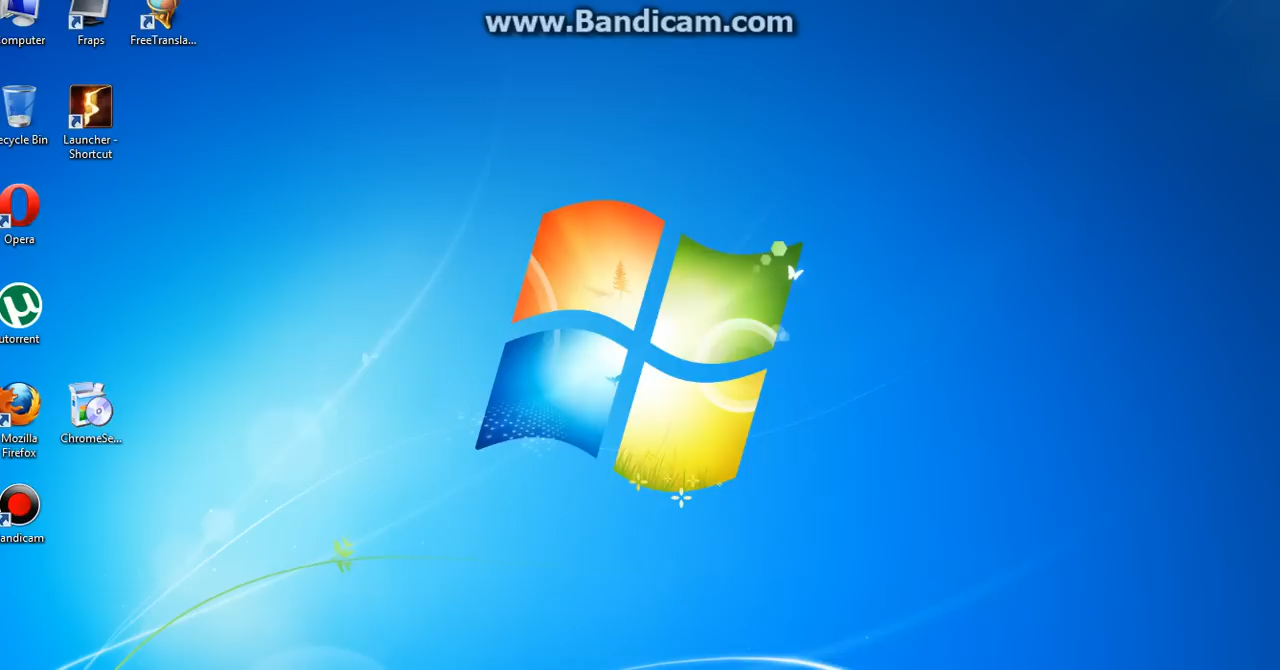 www.Bandicam.com
omputer
Fraps
FreeTransla...
ecycle Bin
Launcher -
Shortcut
Opera
utorrent
Mozilla
Firefox
ChromeSe...
andicam